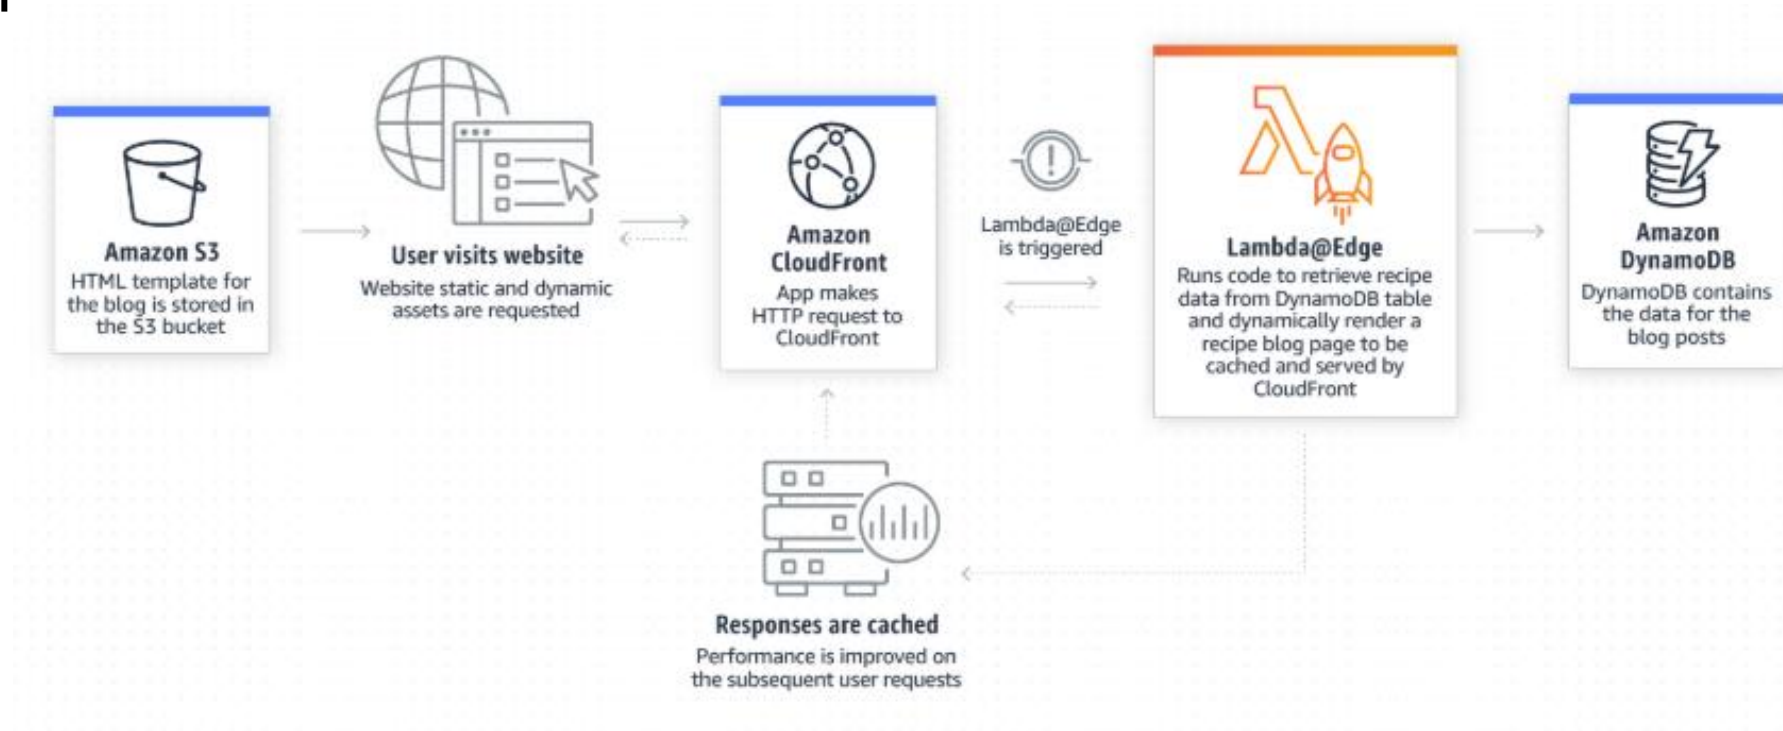 Amazon S3
HTML template for
the blog is stored in
the S3 bucket
User visits website
Website static and dynamic
assets are requested
Amazon
CloudFront
App makes
HTTP request to
CloudFront
Lambda@Edge
is triggered
Lambda@Edge
Runs code to retrieve recipe
data from DynamoDB table
and dynamically render a
recipe blog page to be
cached and served by
CloudFront
Amazon
DynamoDB
DynamoDB contains
the data for the
blog posts
Responses are cached
Performance is improved on
the subsequent user requests